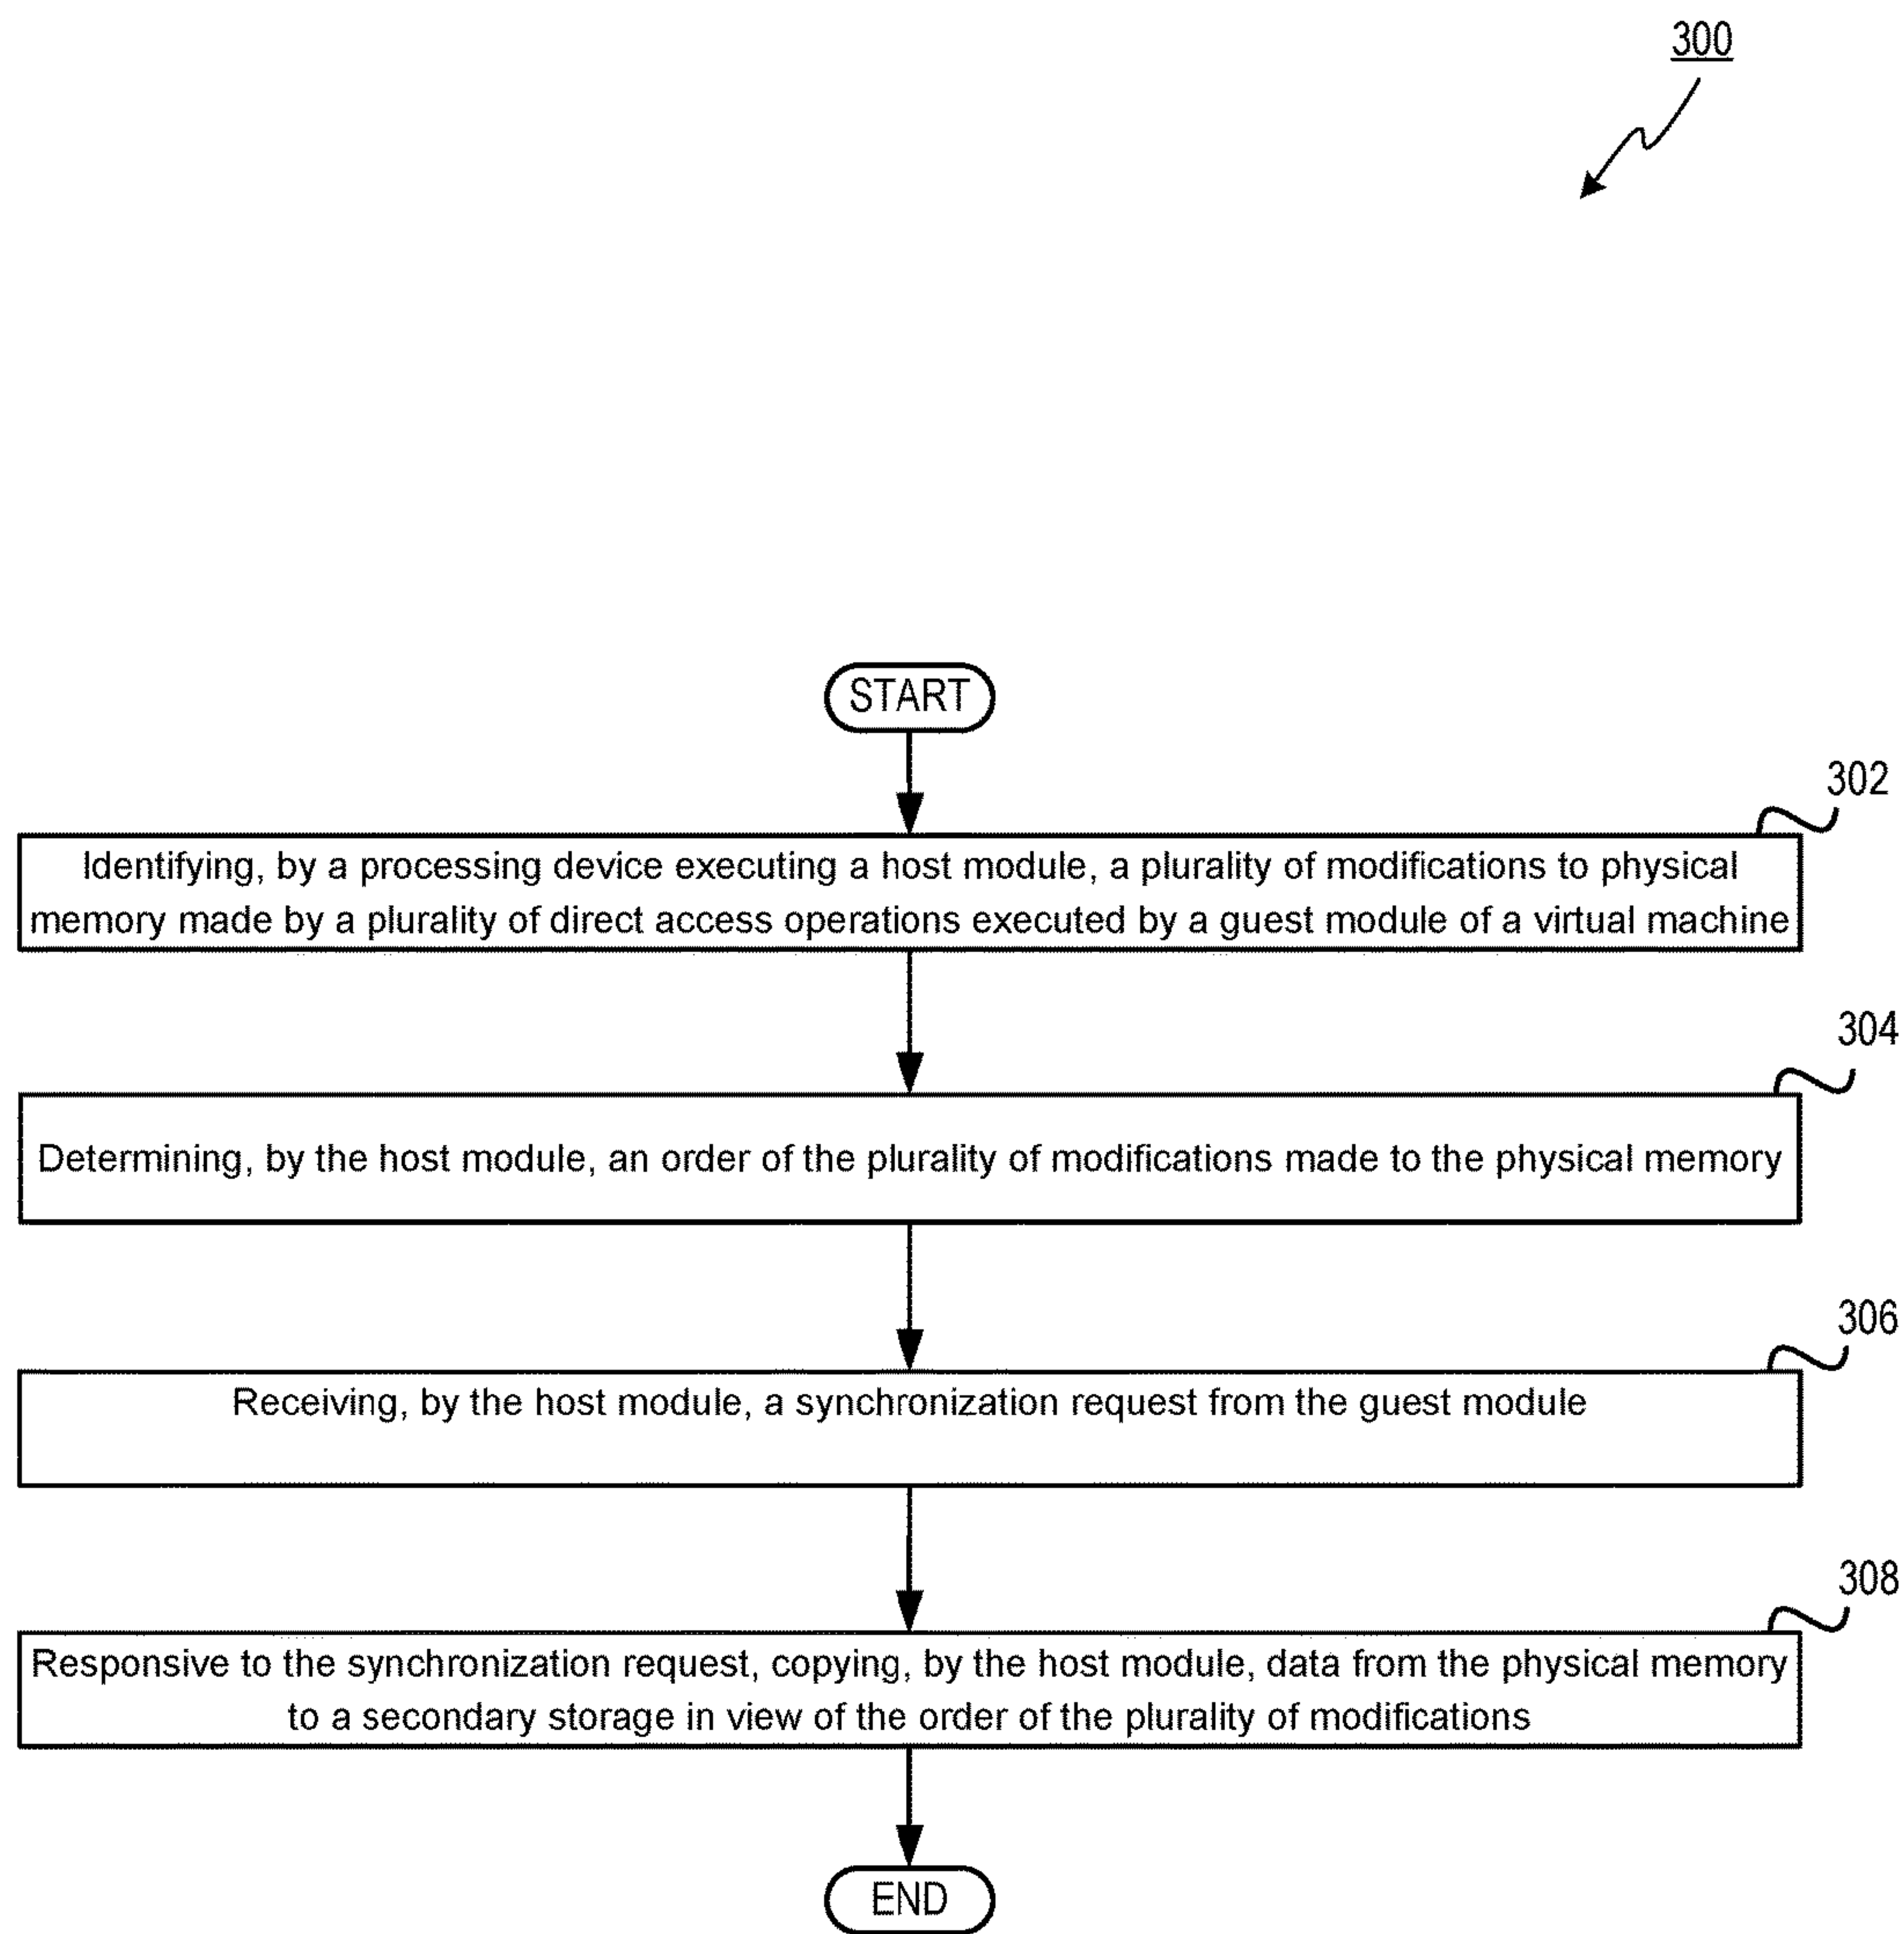 300
START
302
Identifying, by a processing device executing a host module, a plurality of modifications to physical
memory made by a plurality of direct access operations executed by a guest module of a virtual machine
304
Determining, by the host module, an order of the plurality of modifications made to the physical memory
306
Receiving, by the host module, a synchronization request from the guest module
308
Responsive to the synchronization request, copying, by the host module, data from the physical memory
to a secondary storage in view of the order of the plurality of modifications
END